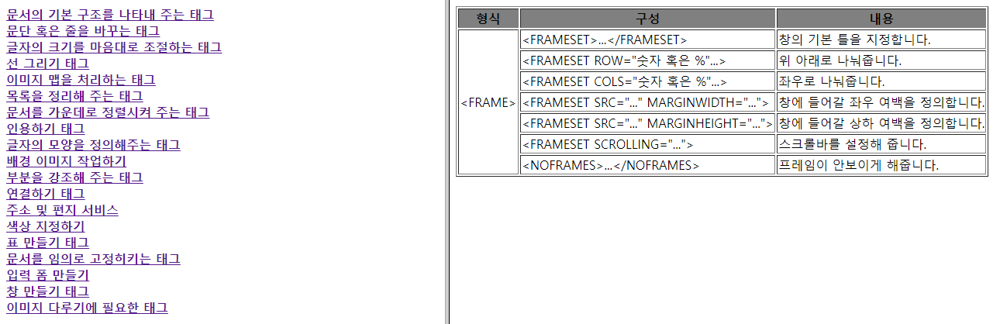 문서의 기본 구조를 나타내 주는 태그
문단 혹은 줄을 바꾸는 태그
글자의 크기를 마음대로 조절하는 태그
선 그리기 태그
이미지 맵을 처리하는 태그
목록을 정리해 주는 태그
문서를 가운데로 정렬시켜 주는 태그
인용하기 태그
글자의 모양을 정의해주는 태그
배경 이미지 작업하기
부분을 강조해 주는 태그
연결하기 태그
주소 및 편지 서비스
색상 지정하기
표 만들기 태그
문서를 임의로 고정히키는 태그
입력 폼 만들기
창 만들기 태그
이미지 다루기에 필요한 태그
형식 구성 내용
<FRAME>
<FRAMESET>...</FRAMESET> 창의 기본 틀을 지정합니다.
<FRAMESET ROW="숫자 혹은 %"...> 위 아래로 나눠줍니다.
<FRAMESET COLS="숫자 혹은 %"...> 좌우로 나눠줍니다.
<FRAMESET SRC="..." MARGINWIDTH="..."> 창에 들어갈 좌우 여백을 정의합니다.
<FRAMESET SRC="..." MARGINHEIGHT="..."> 창에 들어갈 상하 여백을 정의합니다.
<FRAMESET SCROLLING="..."> 스크롤바를 설정해 줍니다.
<NOFRAMES>...</NOFRAMES> 프레임이 안보이게 해줍니다.